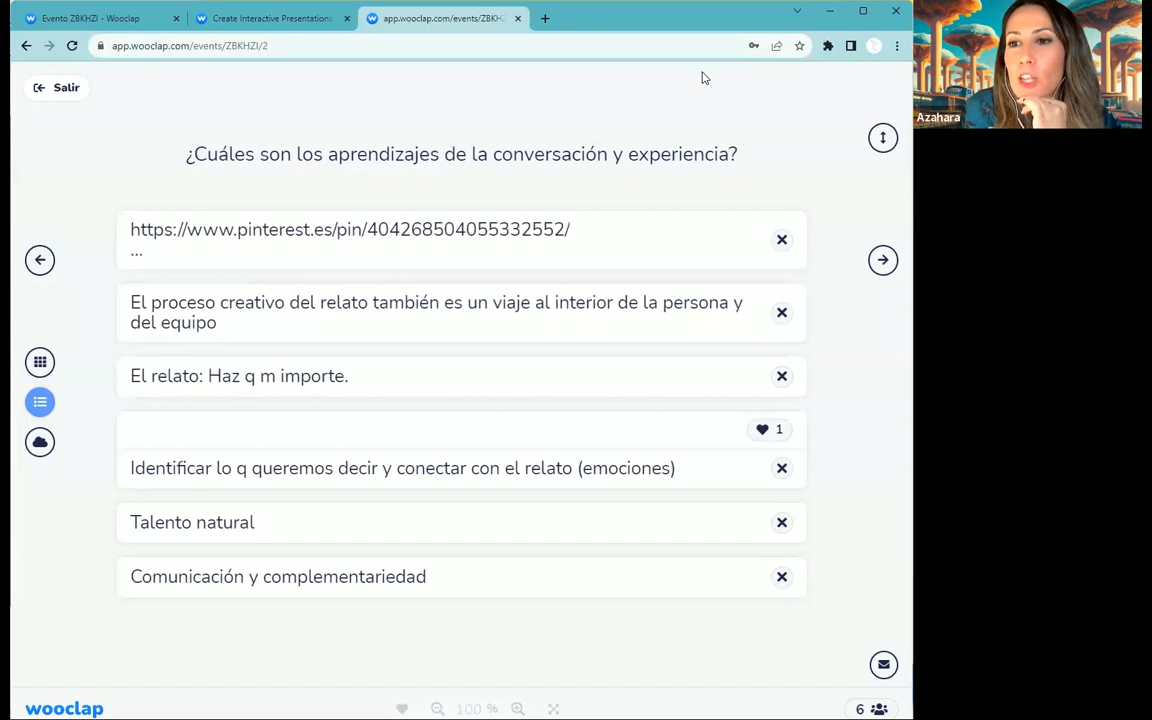 Evento ZBKHZI - Wooclap
Create Interactive Presentations
app.wooclap.com/events/ZBKH
app.wooclap.com/events/ZBKHZI/2
Azahara
Salir
¿Cuáles son los aprendizajes de la conversación y experiencia?
https://www.pinterest.es/pin/404268504055332552/
...
El proceso creativo del relato también es un viaje al interior de la persona y
del equipo
El relato: Haz q m importe.
1
Identificar lo q queremos decir y conectar con el relato (emociones)
Talento natural
Comunicación y complementariedad
wooclap
100 %
6